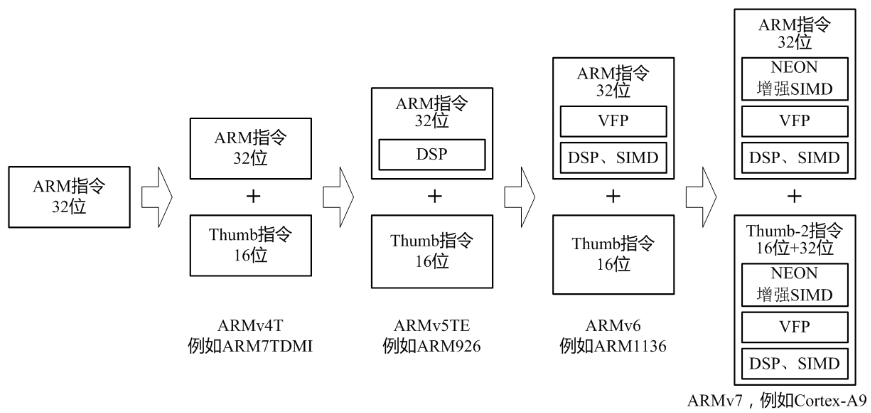 ARM指令
32位
ARM指令
32位
+
Thumb指令
16位
ARMv4T
例如ARM7TDMI
ARM指令
32位
DSP
+
Thumb指令
16位
ARMv5TE
例如ARM926
ARM指令
32位
VFP
DSP、SIMD
+
Thumb指令
16位
ARMv6
例如ARM1136
ARM指令
32位
NEON
增强SIMD
VFP
DSP、SIMD
+
Thumb-2指令
16位+32位
NEON
增强SIMD
VFP
DSP、SIMD
ARMv7，例如Cortex-A9